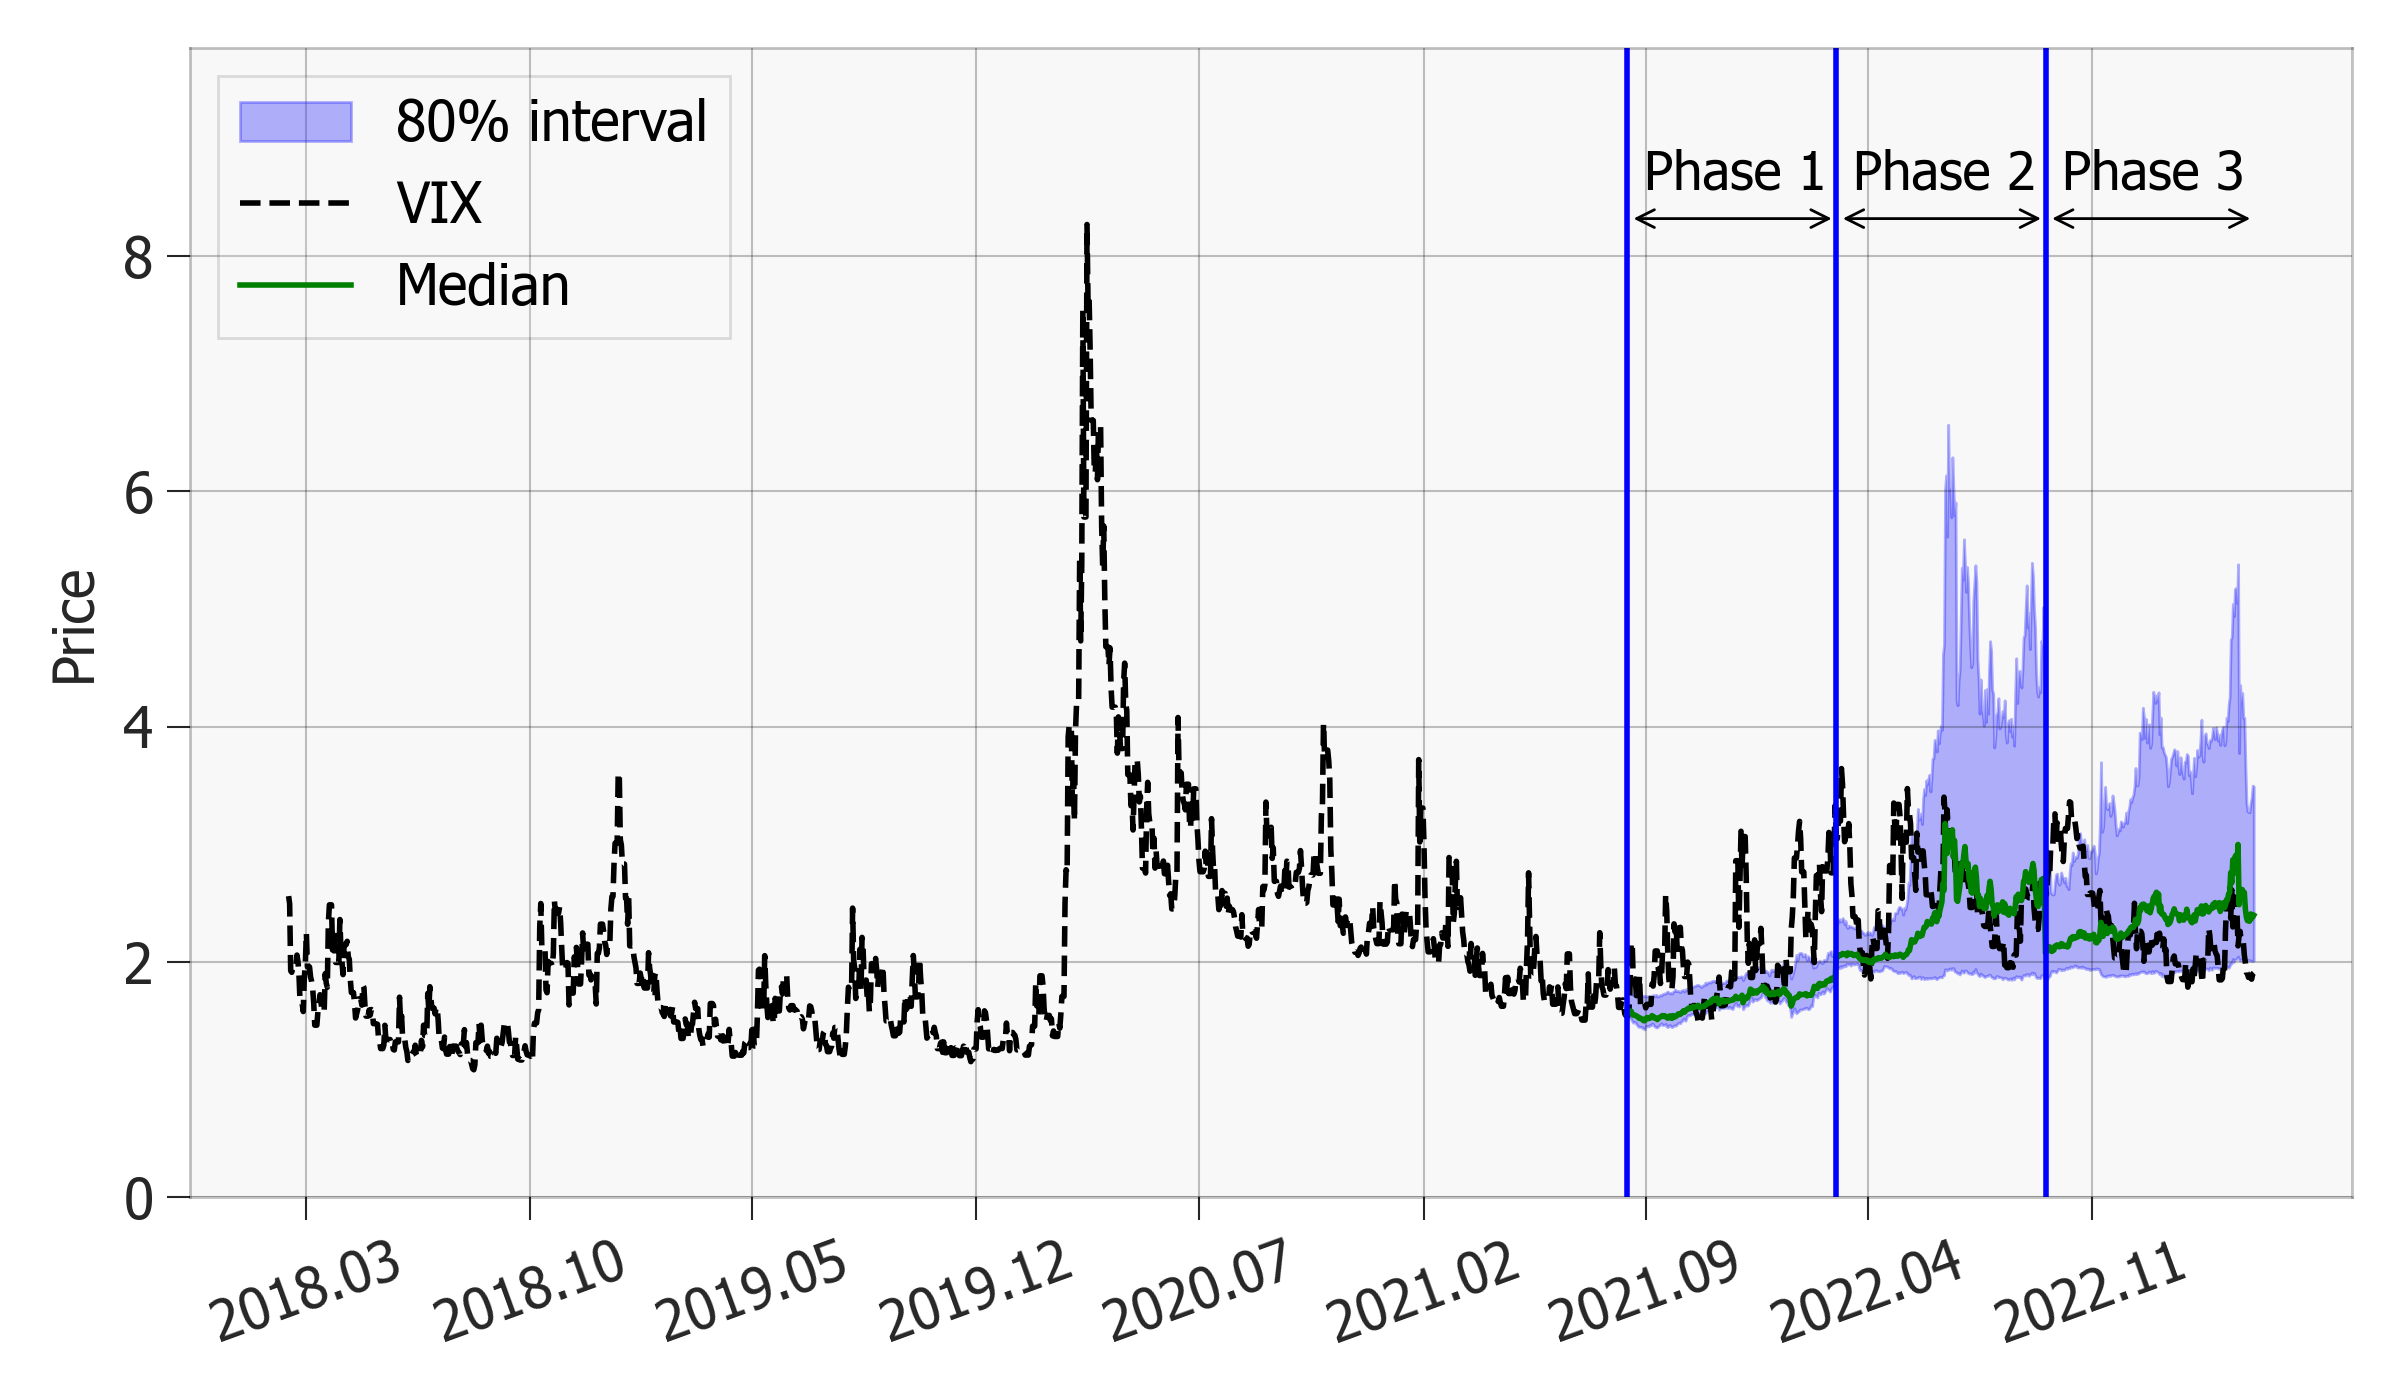 80% interval
VIX
Median
Phase 1
Phase 2
Phase 3
Price
8
6
4
2
0
2018.03
2018.10
2019.05
2019.12
2020.07
2021.02
2021.09
2022.04
2022.11